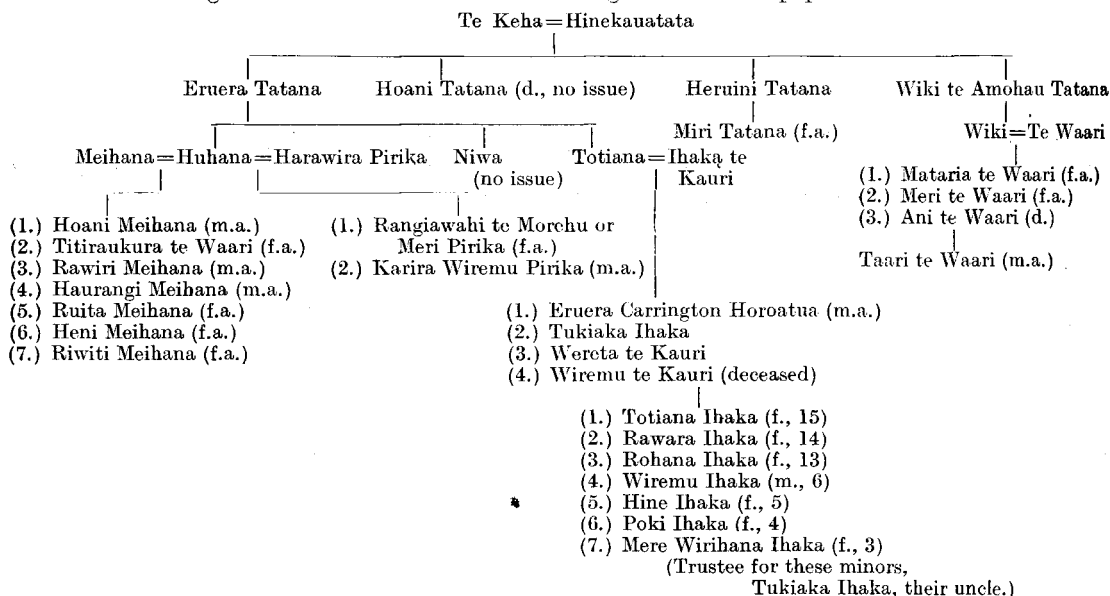 Te Keha=Hinekauatata
Eruera Tatana Hoani Tatana (d., no issue) Heruini Tatana Wiki te Amohau Tatana
Miri Tatana (f.a.) Wiki=Te Waari
Meihana=Huhana=Harawira Pirika Niwa Totiana=Ihaka te
(no issue) Kauri
(1.) Mataria te Waari (f.a.)
(2.) Meri te Waari (f.a.)
(3.) Ani te Waari (d.)
Taari te Waari (m.a.)
(1.) Hoani Meihana (m.a.)
(2.) Titiraukura te Waari (f.a.)
(3.) Rawiri Meihana (m.a.)
(4.) Haurangi Meihana (m.a.)
(5.) Ruita Meihana (f.a.)
(6.) Heni Meihana (f.a.)
(7.) Riwiti Meihana (f.a.)
(1.) Rangiawahi te Morehu or
Meri Pirika (f.a.)
(2.) Karira Wiremu Pirika (m.a.)
(1.) Eruera Carrington Horoatua (m.a.)
(2.) Tukiaka Ihaka
(3.) Wereta te Kauri
(4.) Wiremu te Kauri (deceased)
(1.) Totiana Ihaka (f., 15)
(2.) Rawara Ihaka (f., 14)
(3.) Rohana Ihaka (f., 13)
(4.) Wiremu Ihaka (m., 6)
(5.) Hine Ihaka (f., 5)
(6.) Poki Ihaka (f., 4)
(7.) Mere Wirihana Ihaka (f., 3)
(Trustee for these minors,
Tukiaka Ihaka, their uncle.)